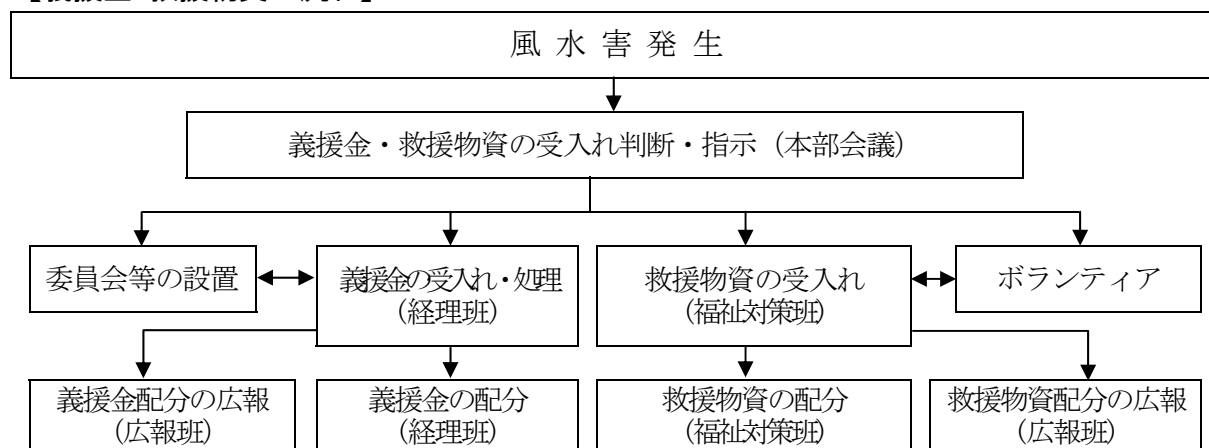 風 水 害 発 生
義援金・救援物資の受入れ判断・指示（本部会議）
委員会等の設置
義援金の受入れ・処理
（経理班）
救援物資の受入れ
（福祉対策班）
ボランティア
義援金配分の広報
（広報班）
義援金の配分
（経理班）
救援物資の配分
（福祉対策班）
救援物資配分の広報
（広報班）